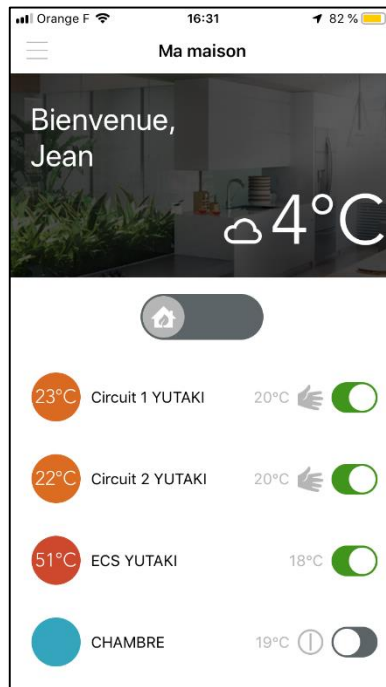 Orange F 16:31 82 %
Ma maison
Bienvenue,
Jean
4°C
23°C Circuit 1 YUTAKI 20°C
22°C Circuit 2 YUTAKI 20°C
51°C ECS YUTAKI 18°C
CHAMBRE 19°C